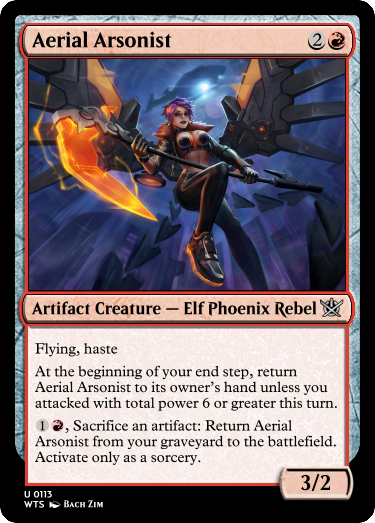 Aerial Arsonist 2
Artifact Creature — Elf Phoenix Rebel
Flying, haste
At the beginning of your end step, return
Aerial Arsonist to its owner's hand unless you
attacked with total power 6 or greater this turn.
1 , Sacrifice an artifact: Return Aerial
Arsonist from your graveyard to the battlefield.
Activate only as a sorcery.
3/2
U 0113
WTS Bach Zim